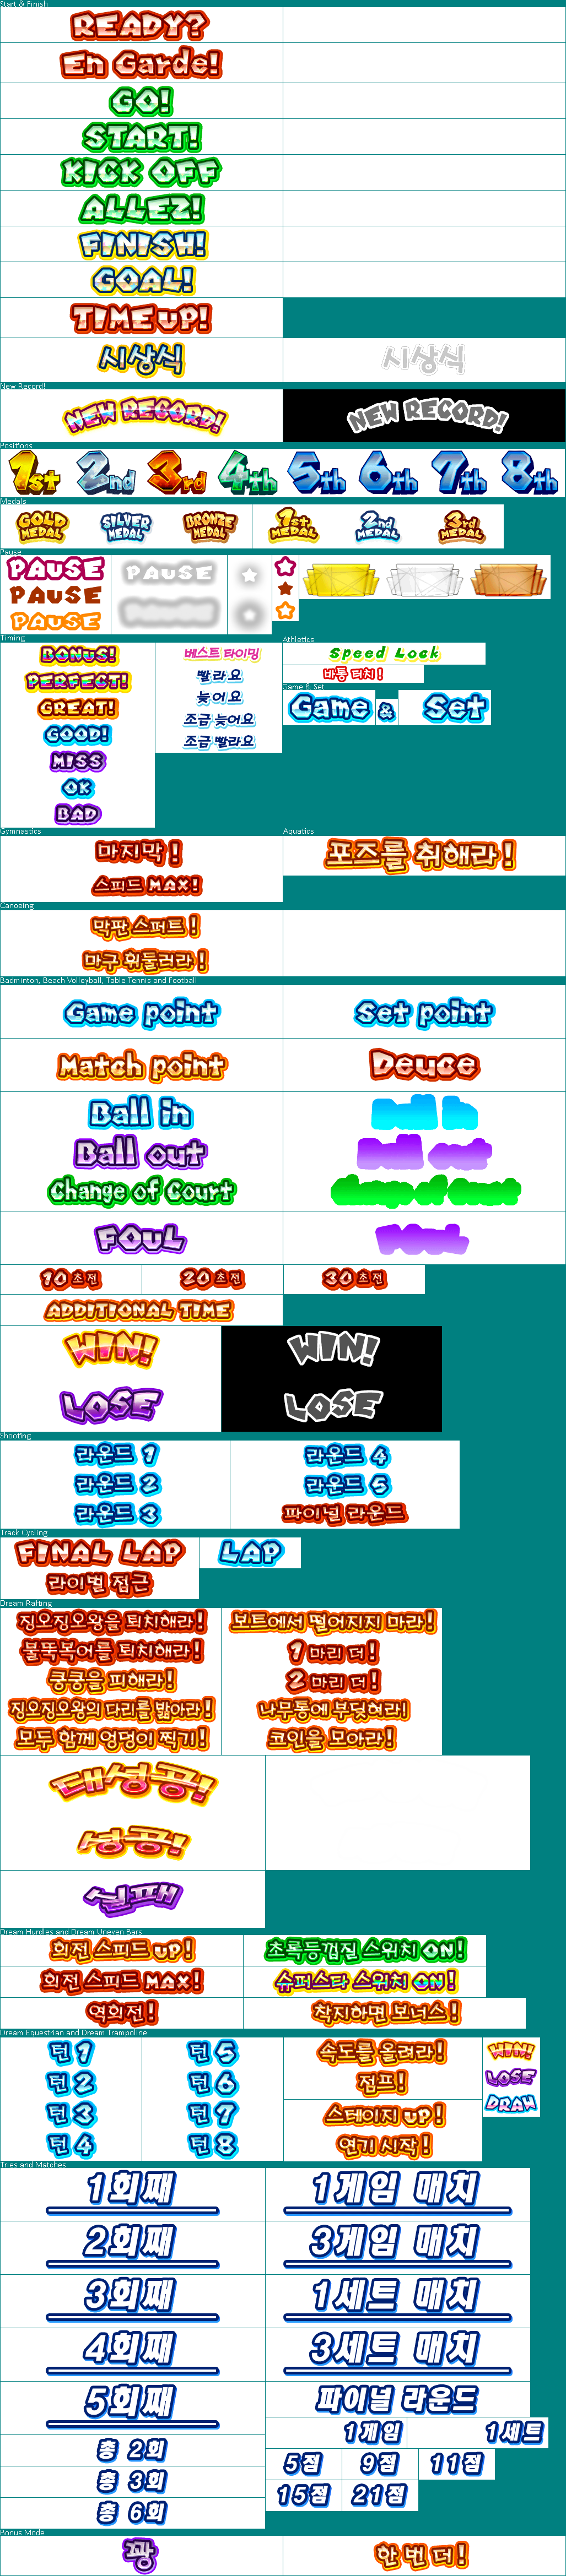 Start & Finish
READY?
En Garde!
GO!
START!
KICK OFF
ALLEZ!
FINISH!
GOAL!
TIME UP!
시상식 시상식
New Record!
NEW RECORD! NEW RECORD!
Positions
1st 2nd 3rd 4th 5th 6th 7th 8th
Medals
GOLD MEDAL SILVER MEDAL BRONZE MEDAL 1st MEDAL 2nd MEDAL 3rd MEDAL
Pause
PAUSE PAUSE
PAUSE
PAUSE
Timing
BONUS!
PERFECT!
GREAT!
GOOD!
MISS
OK
BAD
베스트 타이밍
빨라요
늦어요
조금 늦어요
조금 빨라요
Athletics
Speed Lock
바통 터치!
Game & Set
Game & Set
Gymnastics
마지막!
스피드 MAX!
Aquatics
포즈를 취해라!
Canoeing
막판 스퍼트!
마구 휘둘러라!
Badminton, Beach Volleyball, Table Tennis and Football
Game point Set point
Match point Deuce
Ball in
Ball out
Change of Court
FOUL
10초전 20초전 30초전
ADDITIONAL TIME
WIN! WIN!
LOSE LOSE
Shooting
라운드 1 라운드 4
라운드 2 라운드 5
라운드 3 파이널 라운드
Track Cycling
FINAL LAP LAP
라이벌 접근
Dream Rafting
징오징오왕을 퇴치해라! 보트에서 떨어지지 마라!
불뚝복어를 퇴치해라! 1마리 더!
쿵쿵을 피해라! 2마리 더!
징오징오왕의 다리를 밟아라! 나무통에 부딪혀라!
모두 함께 엉덩이 찍기! 코인을 모아라!
대성공!
성공!
실패
Dream Hurdles and Dream Uneven Bars
회전 스피드 UP! 초록등껍질 스위치 ON!
회전 스피드 MAX! 슈퍼스타 스위치 ON!
역회전! 착지하면 보너스!
Dream Equestrian and Dream Trampoline
턴1 턴5 속도를 올려라! WIN!
턴2 턴6 점프! LOSE
턴3 턴7 스테이지 UP! DRAW
턴4 턴8 연기 시작!
Tries and Matches
1회째 1게임 매치
2회째 3게임 매치
3회째 1세트 매치
4회째 3세트 매치
5회째 파이널 라운드
1게임 1세트
총 2회 5점 9점 11점
총 3회 15점 21점
총 6회
Bonus Mode
꽝 한 번 더!